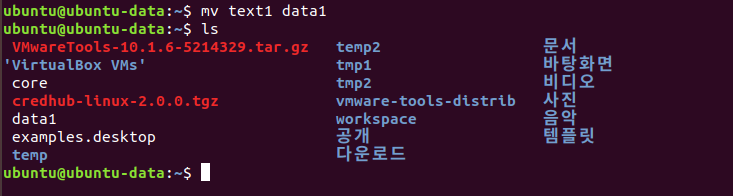 ubuntu@ubuntu-data:~$ mv text1 data1
ubuntu@ubuntu-data:~$ ls
VMwareTools-10.1.6-5214329.tar.gz temp2 문서
'VirtualBox VMs' tmp1 바탕화면
core tmp2 비디오
credhub-linux-2.0.0.tgz vmware-tools-distrib 사진
data1 workspace 음악
examples.desktop 공개 템플릿
temp 다운로드
ubuntu@ubuntu-data:~$